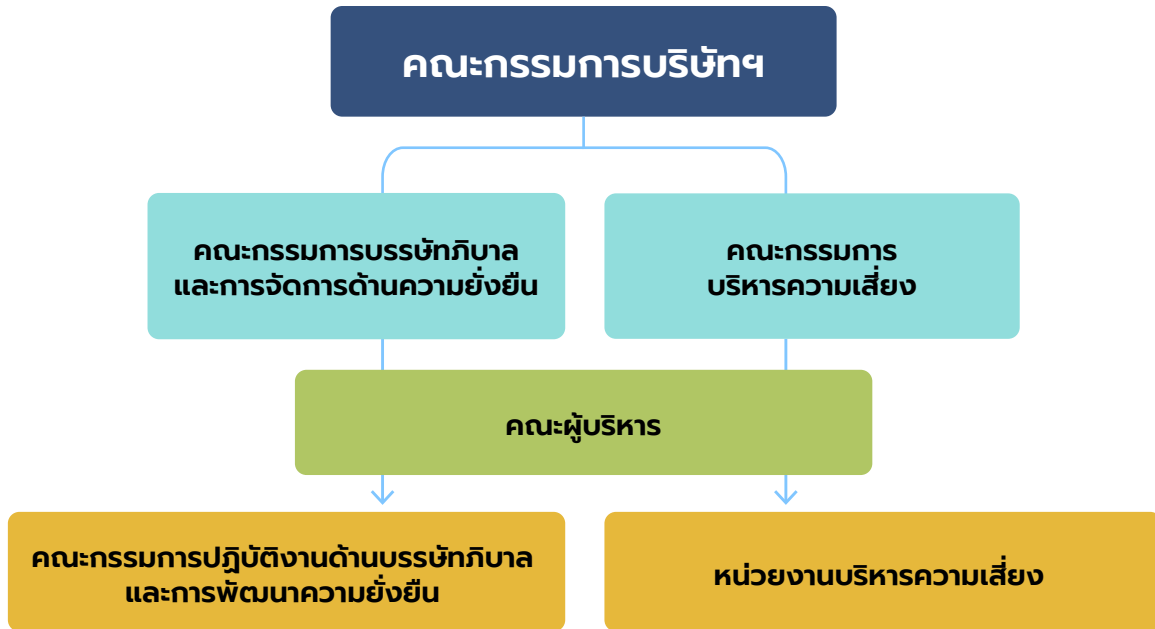 คณะกรรมการบริษัทฯ
คณะกรรมการบรรษัทภิบาล
และการจัดการด้านความยั่งยืน
คณะกรรมการ
บริหารความเสี่ยง
คณะผู้บริหาร
คณะกรรมการปฏิบัติงานด้านบรรษัทภิบาล
และการพัฒนาความยั่งยืน
หน่วยงานบริหารความเสี่ยง